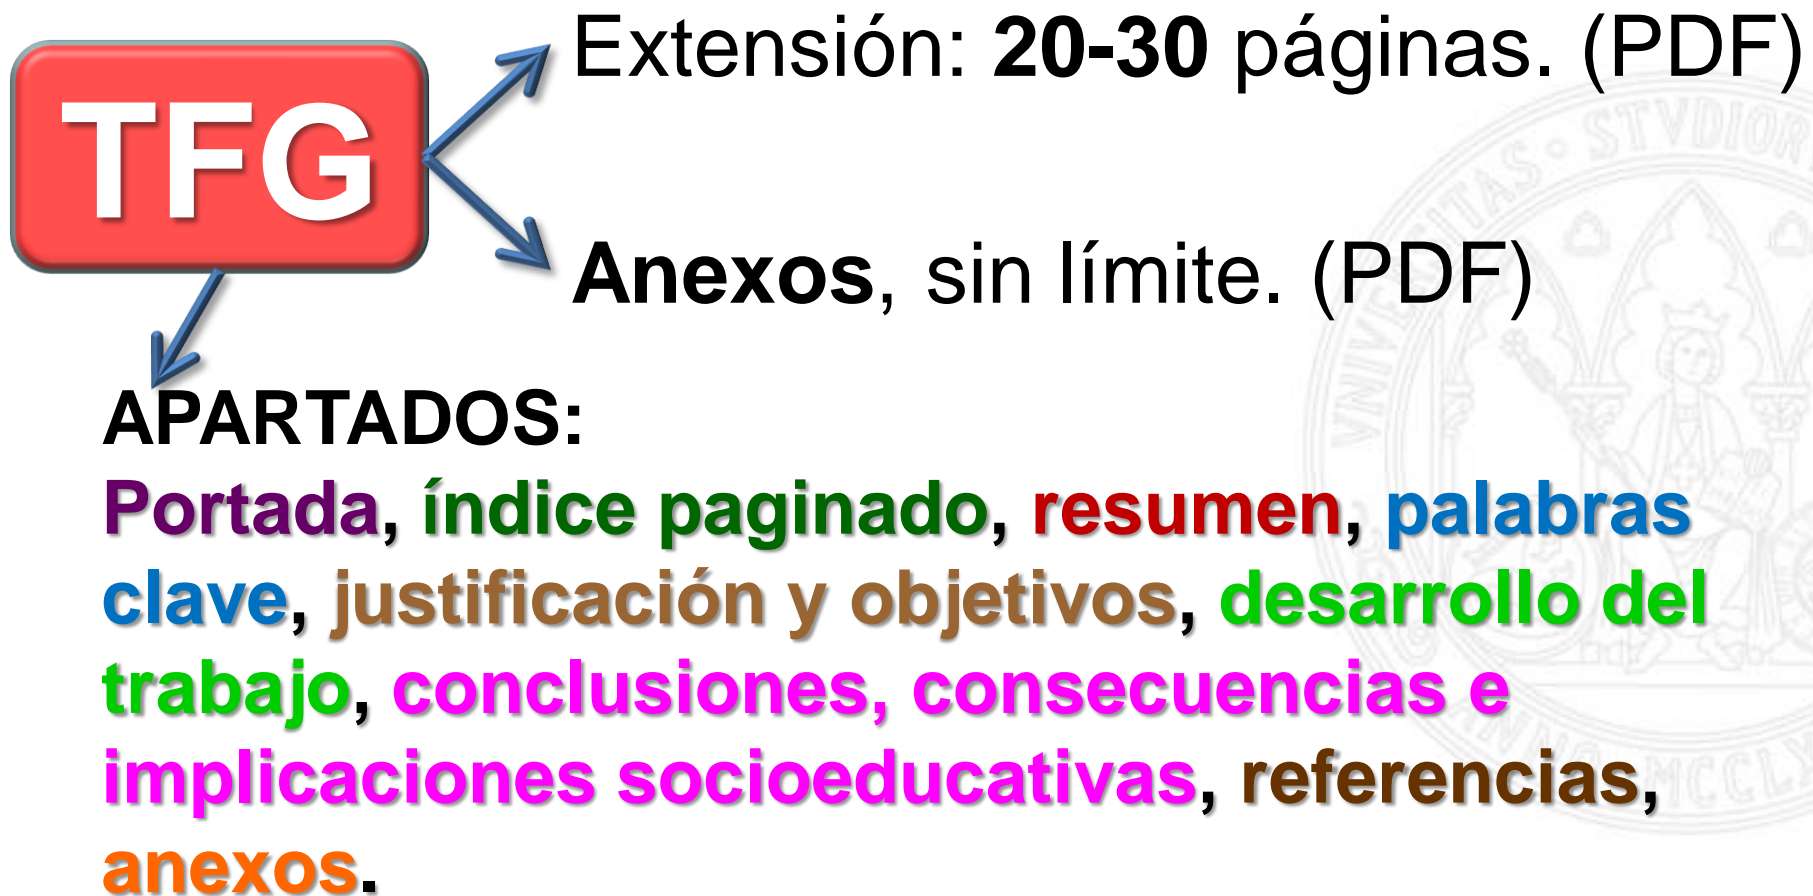 TFG
Extensión: 20-30 páginas. (PDF)
Anexos, sin límite. (PDF)
APARTADOS:
Portada, índice paginado, resumen, palabras
clave, justificación y objetivos, desarrollo del
trabajo, conclusiones, consecuencias e
implicaciones socioeducativas, referencias,
anexos.